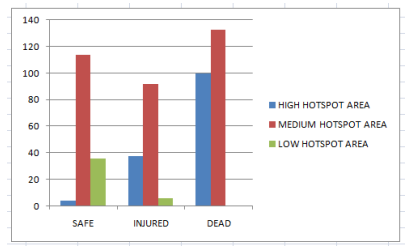 140
120
100
80
60
40
20
0
SAFE INJURED DEAD
HIGH HOTSPOT AREA
MEDIUM HOTSPOT AREA
LOW HOTSPOT AREA